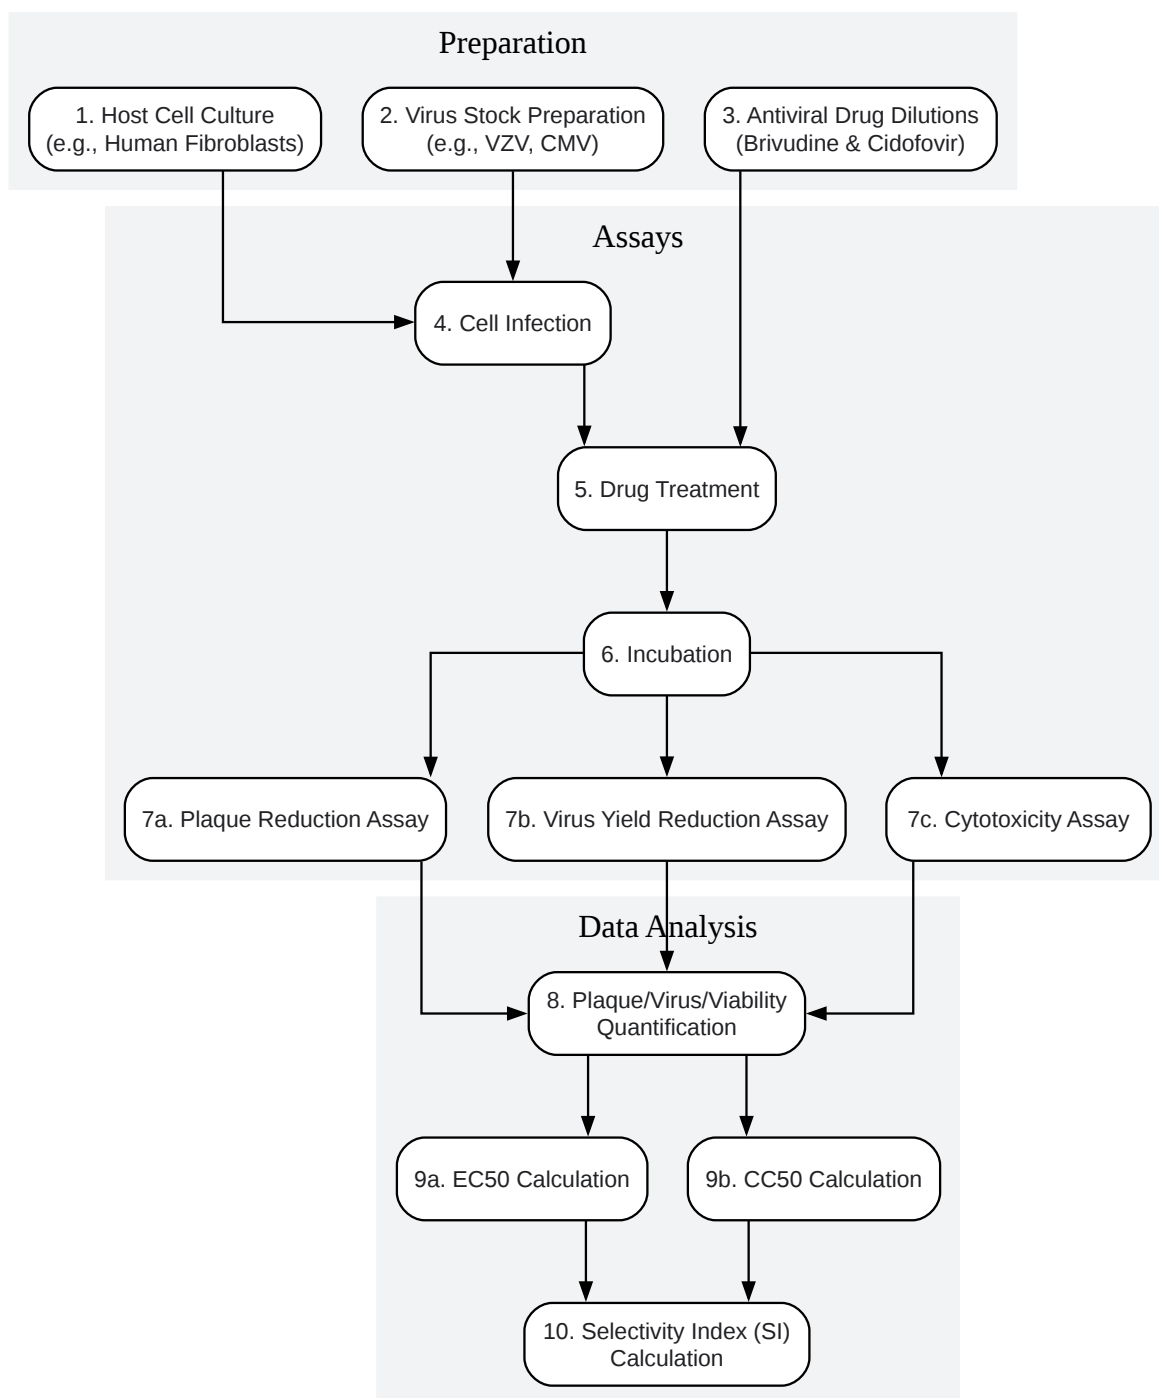 Preparation
1. Host Cell Culture
(e.g., Human Fibroblasts)
2. Virus Stock Preparation
(e.g., VZV, CMV)
3. Antiviral Drug Dilutions
(Brivudine & Cidofovir)
Assays
4. Cell Infection
5. Drug Treatment
6. Incubation
7a. Plaque Reduction Assay
7b. Virus Yield Reduction Assay
7c. Cytotoxicity Assay
Data Analysis
8. Plaque/Virus/Viability
Quantification
9a. EC50 Calculation
9b. CC50 Calculation
10. Selectivity Index (SI)
Calculation